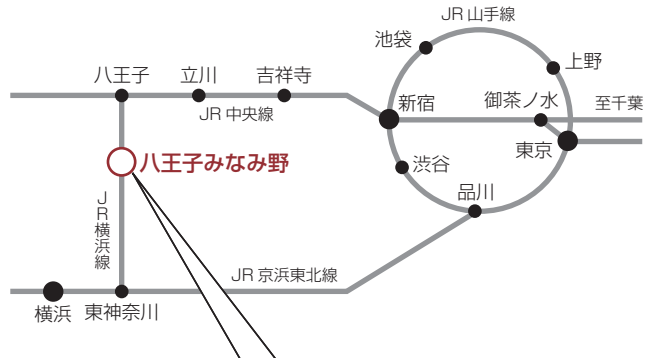 JR 山手線
池袋
上野
八王子
立川
吉祥寺
新宿
御茶ノ水
至千葉
JR 中央線
東京
八王子みなみ野
渋谷
品川
JR横浜線
JR 京浜東北線
横浜
東神奈川